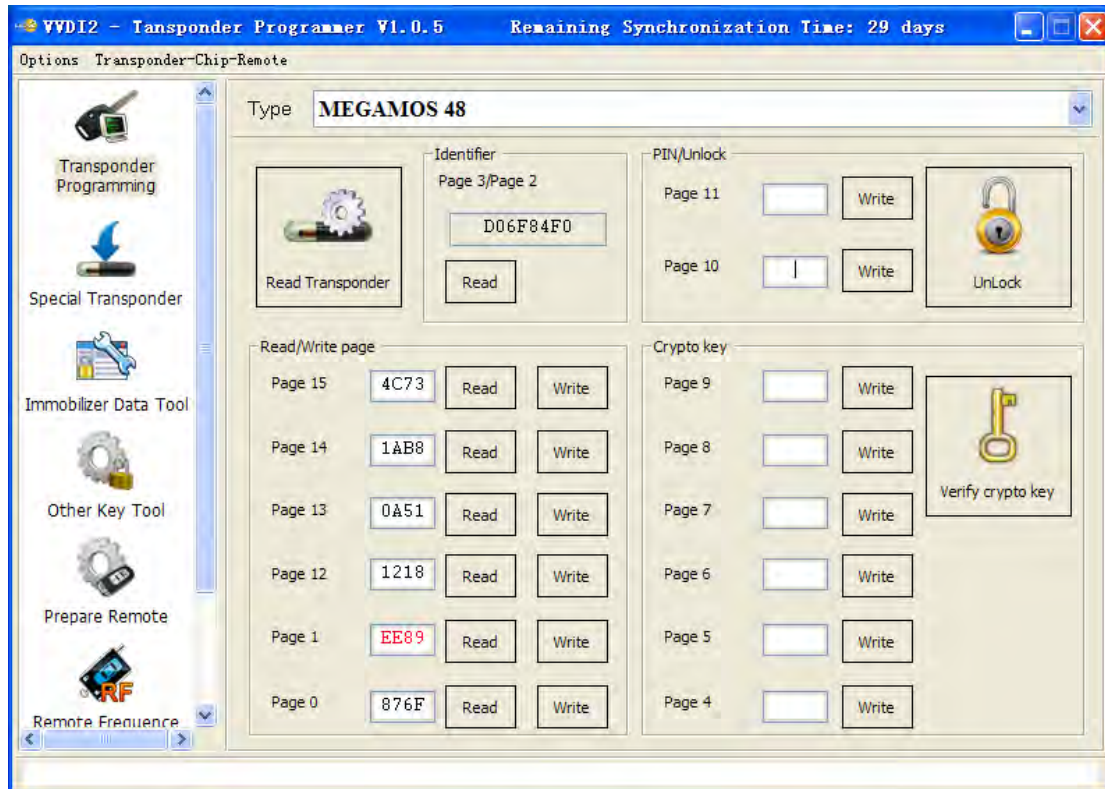 VVDI2 - Tansponder Programmer V1.0.5 Remaining Synchronization Time: 29 days
Options Transponder-Chip-Remote
Transponder
Programming
Special Transponder
Immobilizer Data Tool
Other Key Tool
Prepare Remote
RF
Remote Frequence
Type MEGAMOS 48
Read Transponder
Identifier
Page 3/Page 2
D06F84F0
Read
PIN/Unlock
Page 11 Write
Page 10 Write
UnLock
Read/Write page
Page 15 4C73 Read Write
Page 14 1AB8 Read Write
Page 13 0A51 Read Write
Page 12 1218 Read Write
Page 1 EE89 Read Write
Page 0 876F Read Write
Crypto key
Page 9 Write
Page 8 Write
Page 7 Write
Page 6 Write
Page 5 Write
Page 4 Write
Verify crypto key